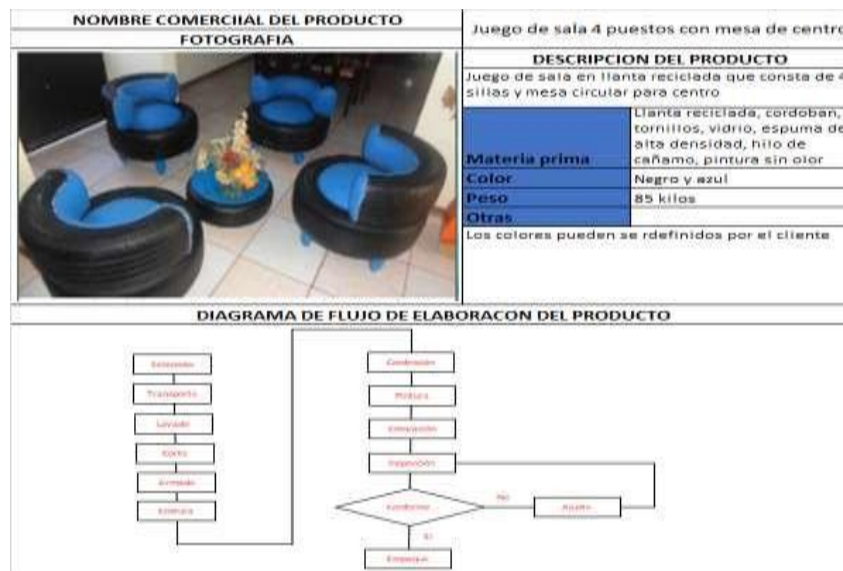 NOMBRE COMERCIIAL DEL PRODUCTO
Juego de sala 4 puestos con mesa de centro
FOTOGRAFIA
DESCRIPCION DEL PRODUCTO
Juego de sala en llanta reciclada que consta de 4
sillas y mesa circular para centro
Materia prima
Llanta reciclada, cordoban,
tornillos, vidrio, espuma de
alta densidad, hilo de
cañamo, pintura sin olor
Color
Negro y azul
Peso
85 kilos
Otras
Los colores pueden se rdefinidos por el cliente
DIAGRAMA DE FLUJO DE ELABORACON DEL PRODUCTO
Transporte
Lavado
Corte
Armado
Pintura
Inspección
Conforme
No
Ajuste
Si
Empaque